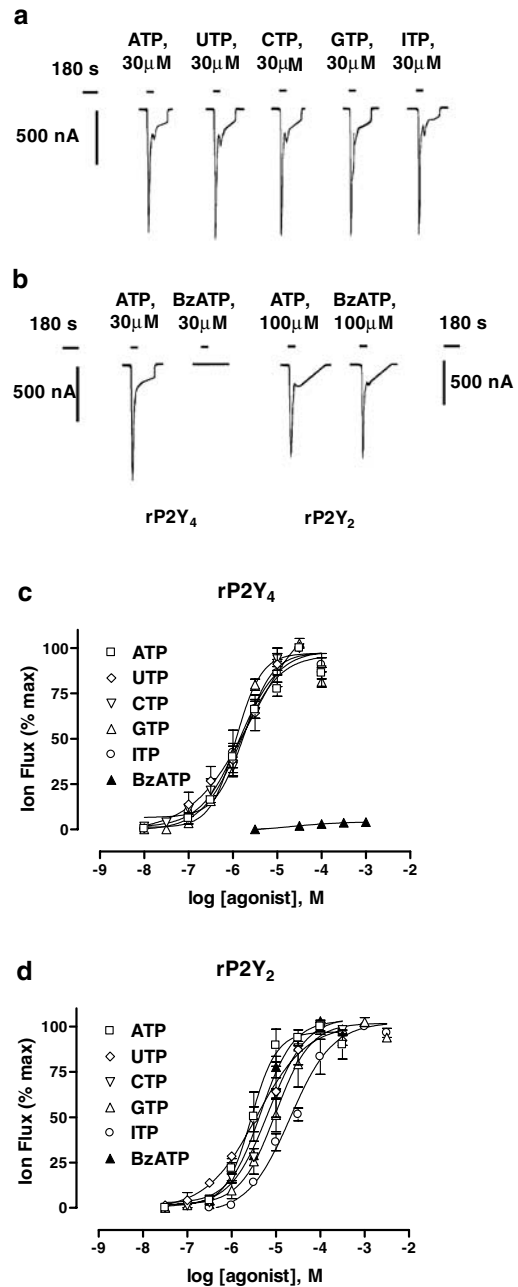 a
ATP, UTP, CTP, GTP, ITP,
180 s 30µM 30µM 30µM 30µM 30µM
500 nA
b
ATP, BzATP, ATP, BzATP,
180 s 30µM 30µM 100µM 100µM 180 s
500 nA 500 nA
rP2Y4 rP2Y2
c
rP2Y4
Ion Flux (% max)
100
75
50
25
0
ATP
UTP
CTP
GTP
ITP
BzATP
-9 -8 -7 -6 -5 -4 -3 -2
log [agonist], M
d
rP2Y2
Ion Flux (% max)
100
75
50
25
0
ATP
UTP
CTP
GTP
ITP
BzATP
-9 -8 -7 -6 -5 -4 -3 -2
log [agonist], M